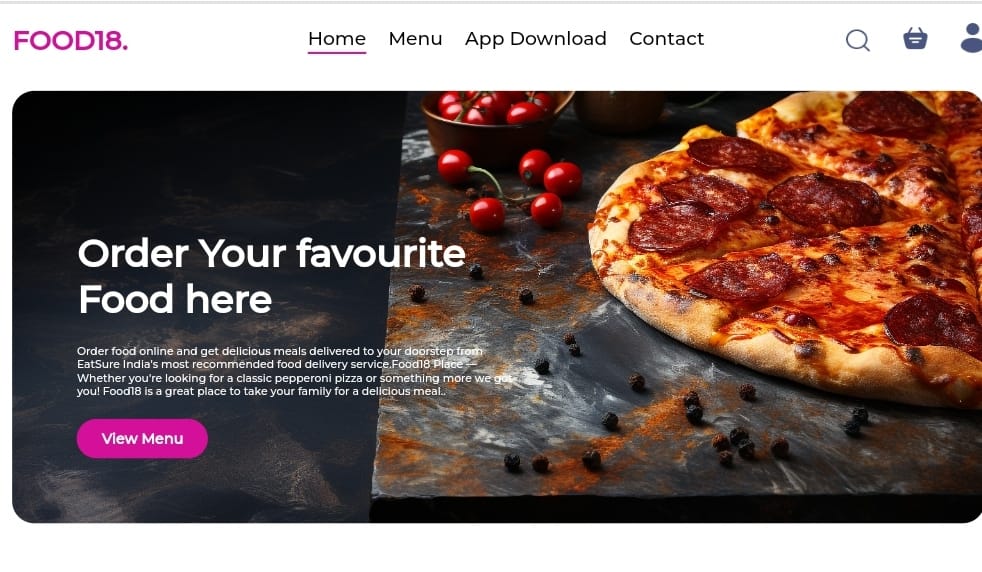 FOOD18.
Home Menu App Download Contact
Order Your favourite
Food here
Order food online and get delicious meals delivered to your doorstep from
EatSure India's most recommended food delivery service.Food18 Place —
Whether you're looking for a classic pepperoni pizza or something more we got
you! Food18 is a great place to take your family for a delicious meal..
View Menu